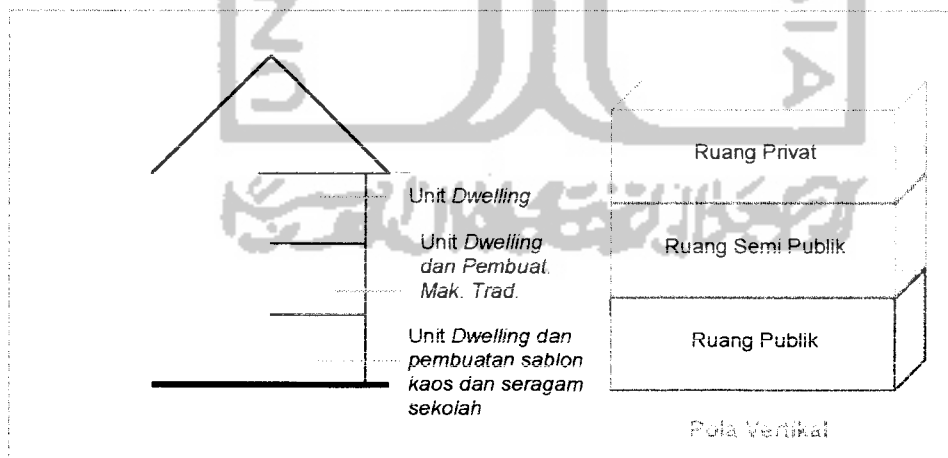 Unit Dwelling
Unit Dwelling
dan Pembuat.
Mak. Trad.
Unit Dwelling dan
pembuatan sablon
kaos dan seragam
sekolah
Ruang Privat
Ruang Semi Publik
Ruang Publik
Pola Vertikal